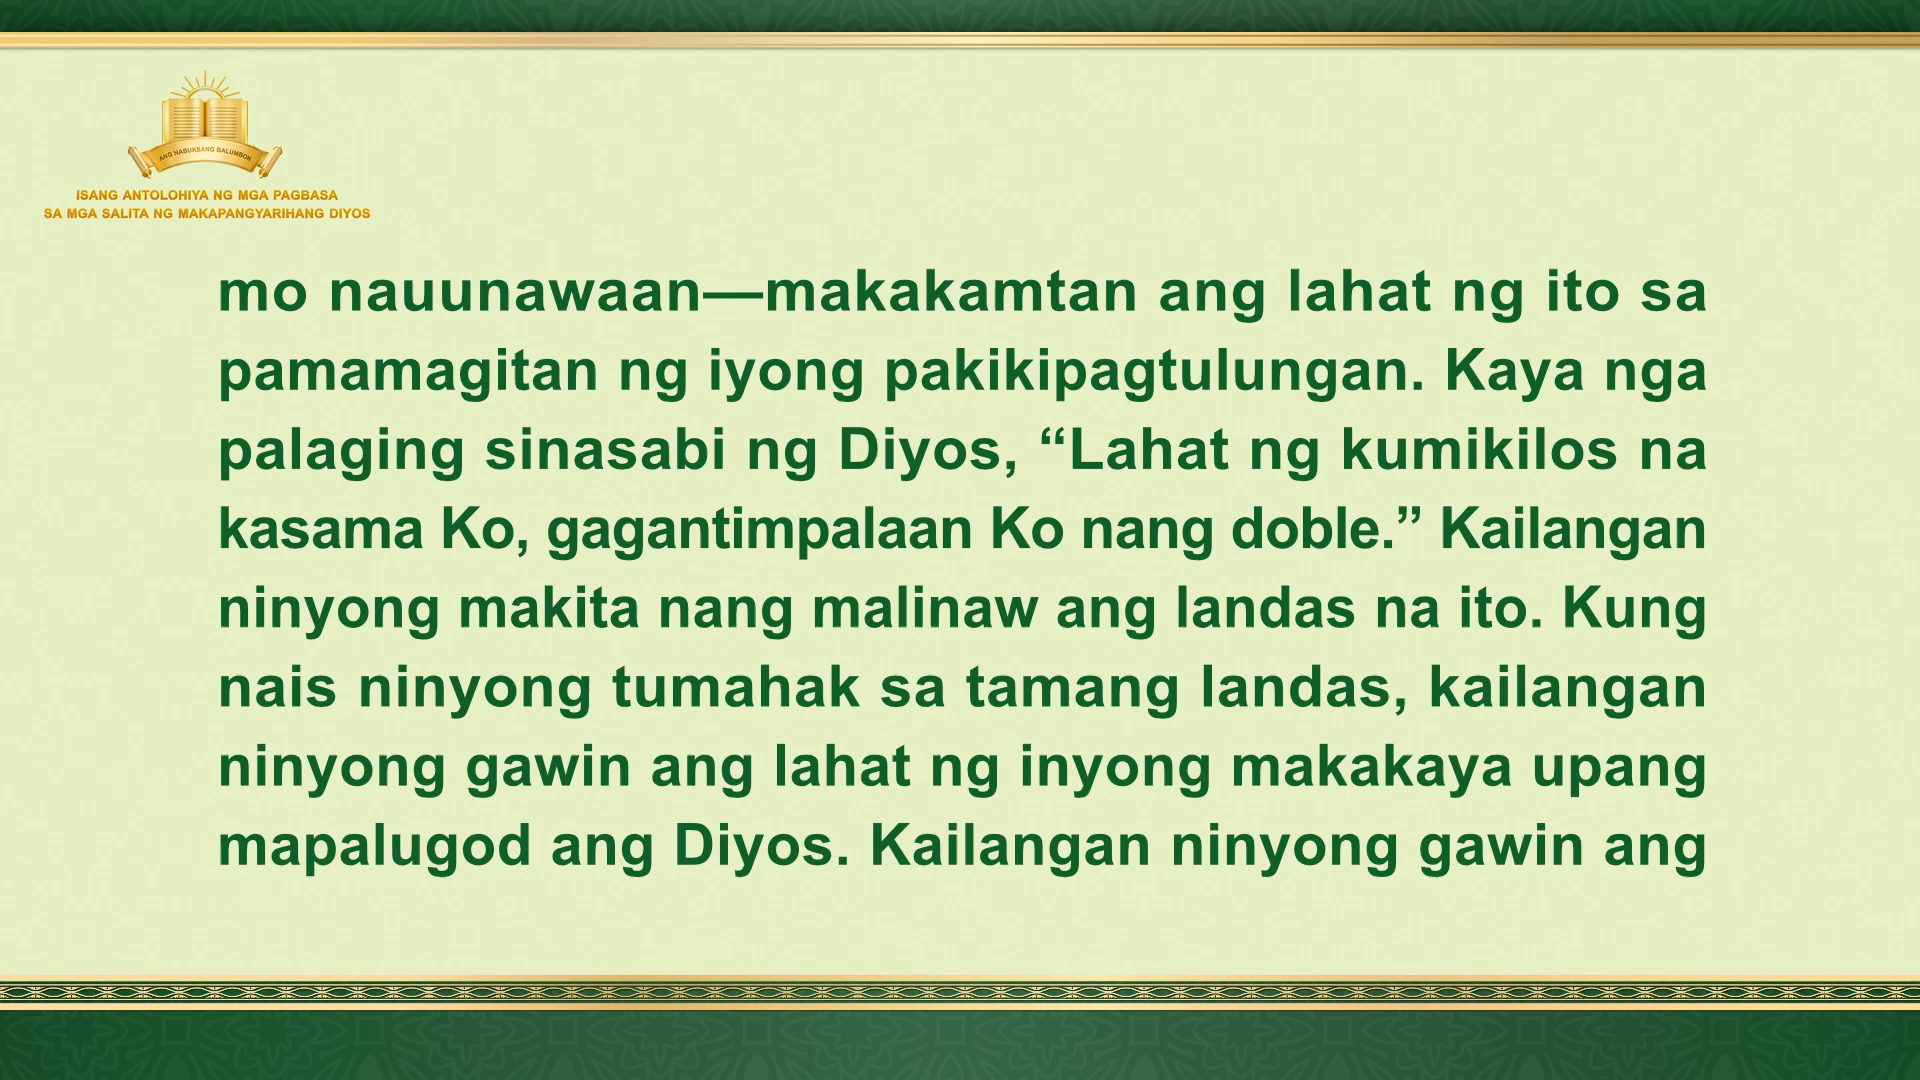 ANG NABUKSANG BALUMBON
ISANG ANTOLOHIYA NG MGA PAGBASA
SA MGA SALITA NG MAKAPANGYARIHANG DIYOS
mo nauunawaan—makakamtan ang lahat ng ito sa
pamamagitan ng iyong pakikipagtulungan. Kaya nga
palaging sinasabi ng Diyos, “Lahat ng kumikilos na
kasama Ko, gagantimpalaan Ko nang doble.” Kailangan
ninyong makita nang malinaw ang landas na ito. Kung
nais ninyong tumahak sa tamang landas, kailangan
ninyong gawin ang lahat ng inyong makakaya upang
mapalugod ang Diyos. Kailangan ninyong gawin ang